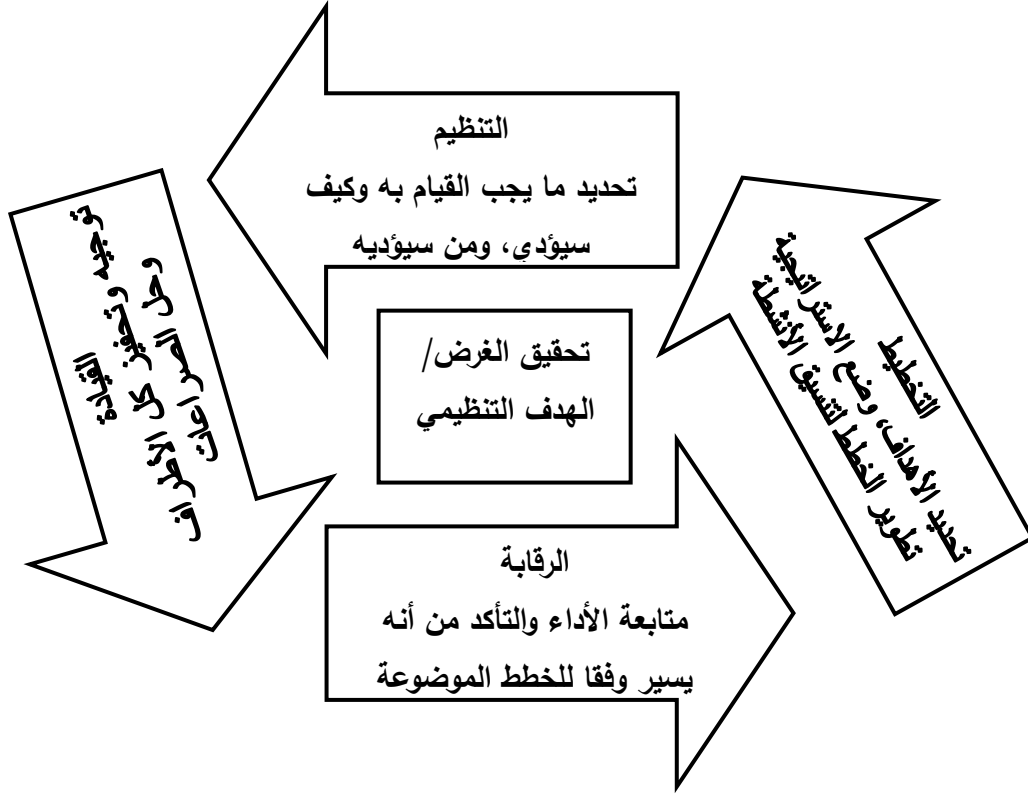 التنظيم
تحديد ما يجب القيام به وكيف
سيؤدي، ومن سيؤديه
التخطيط
تحديد الأهداف، وضع الاستراتيجية
تطوير الخطط لتنسيق الأنشطة
القيادة
توجيه وتحفيز كل الأطراف
وحل الصراعات
تحقيق الغرض/
الهدف التنظيمي
الرقابة
متابعة الأداء والتأكد من أنه
يسير وفقا للخطط الموضوعة